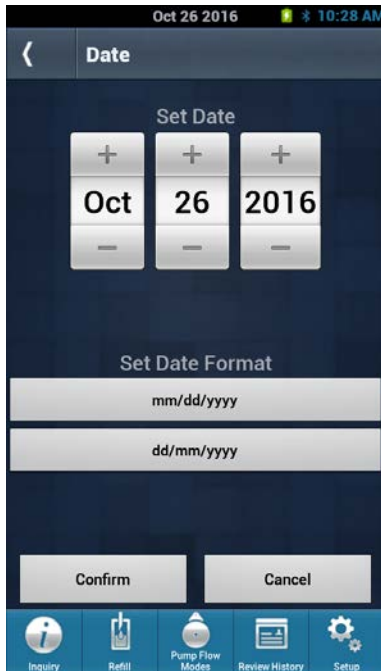 Oct 26 2016 10:28 AM
Date
Set Date
+ + +
Oct 26 2016
− − −
Set Date Format
mm/dd/yyyy
dd/mm/yyyy
Confirm Cancel
Inquiry Refill Pump Flow Modes Review History Setup